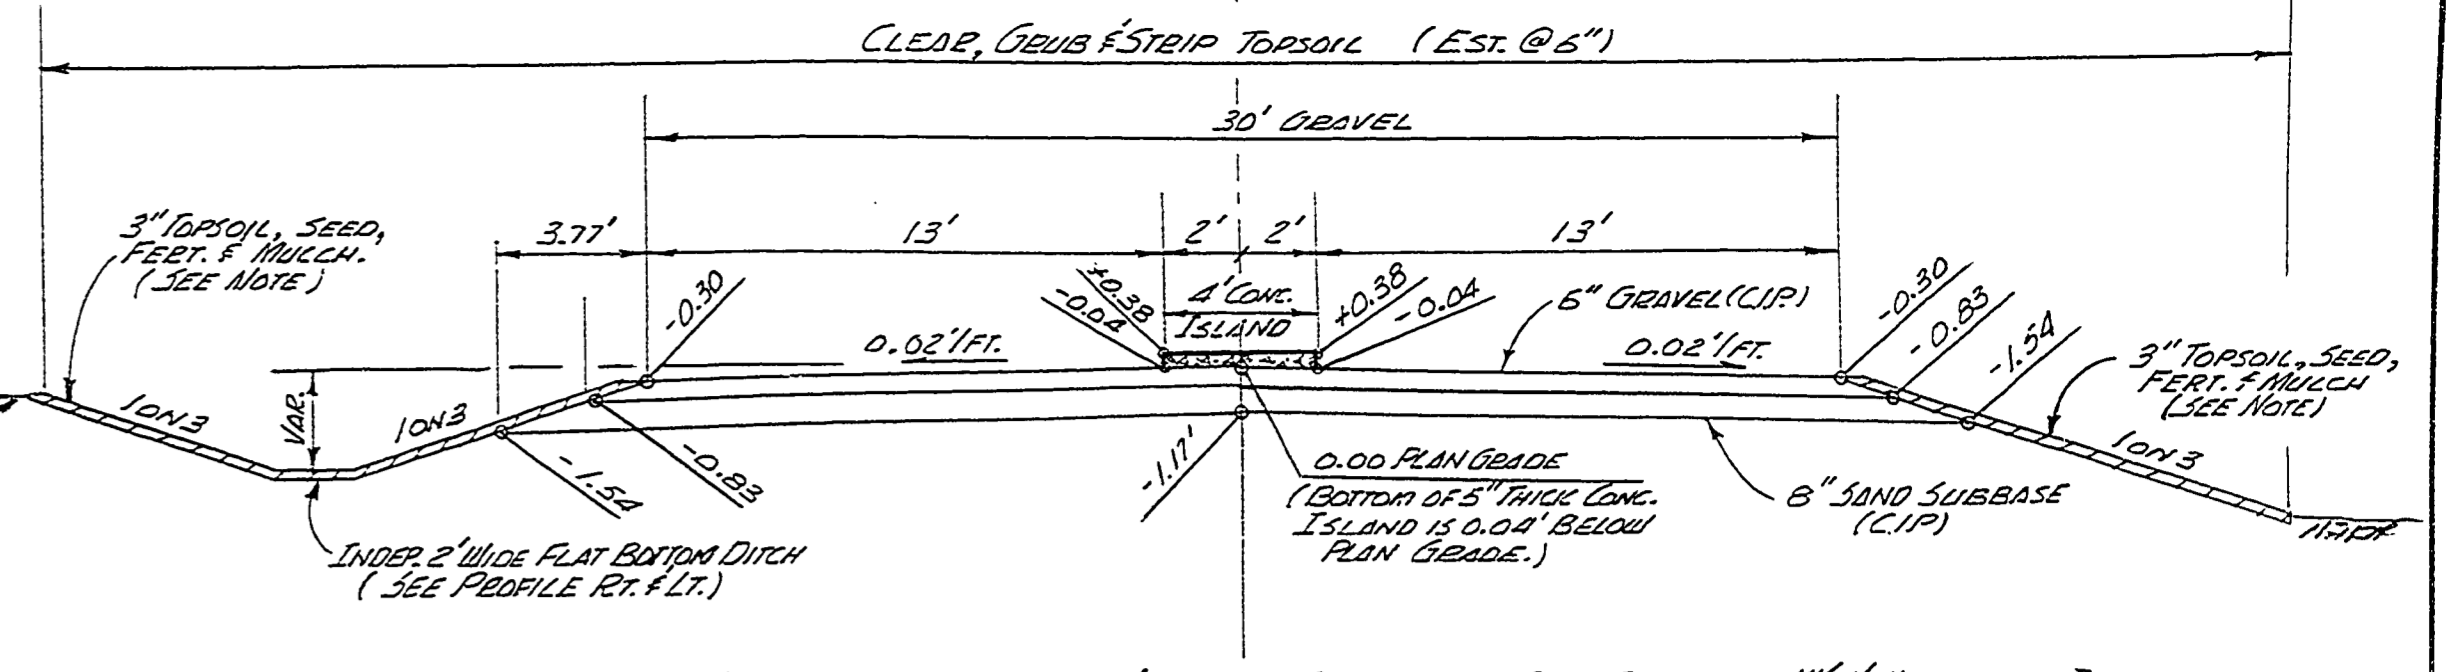 CLEAR, GRUB & STRIP TOPSOIL (EST. @ 6")
30' GRAVEL
3.77'
13'
2'
2'
13'
3" TOPSOIL, SEED,
FERT. & MULCH.
(SEE NOTE)
-0.30
+0.38
-0.04
4' CONC.
ISLAND
+0.38
-0.04
6" GRAVEL (C.I.P.)
-0.30
-0.83
-1.54
0.02'/FT.
0.02'/FT.
3" TOPSOIL, SEED,
FERT. & MULCH
(SEE NOTE)
1 ON 3
VAR.
1 ON 3
1 ON 3
-1.54
-0.83
-1.17'
0.00 PLAN GRADE
(BOTTOM OF 5" THICK CONC.
ISLAND IS 0.04' BELOW
PLAN GRADE.)
8" SAND SUBBASE
(C.I.P)
INDEP. 2' WIDE FLAT BOTTOM DITCH
(SEE PROFILE RT. & LT.)